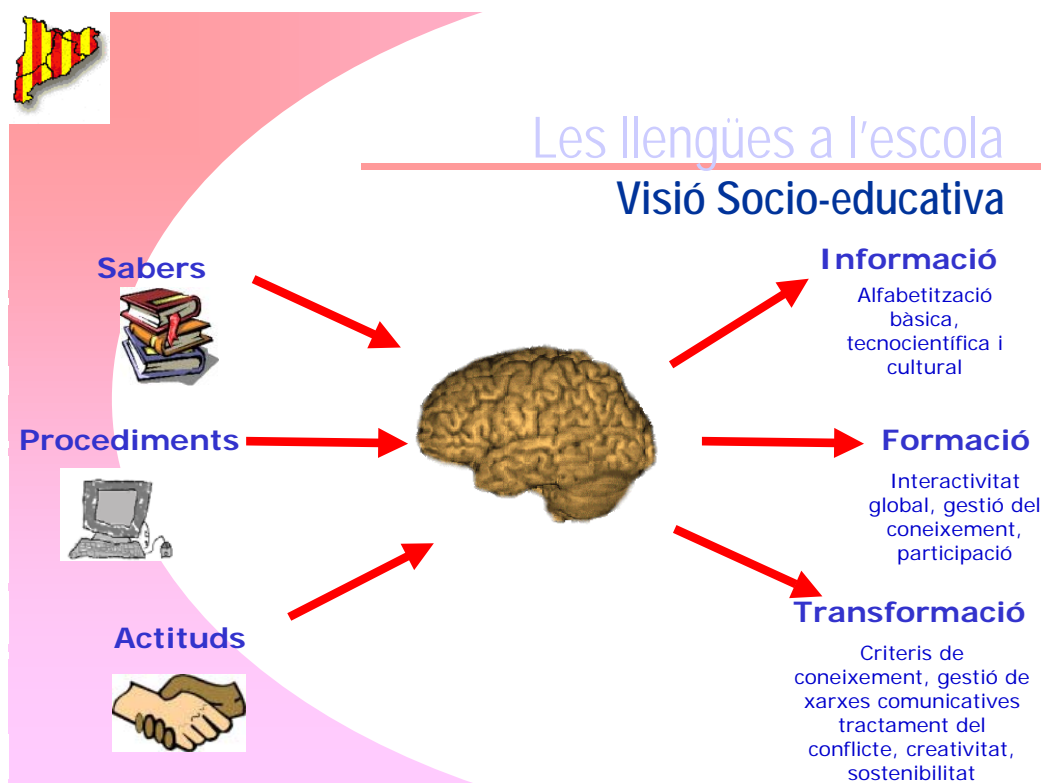 Les llengües a l'escola
Visió Socio-educativa
Sabers
Procediments
Actituds
Informació
Alfabetització
bàsica,
tecnocientífica i
cultural
Formació
Interactivitat
global, gestió del
coneixement,
participació
Transformació
Criteris de
coneixement, gestió de
xarxes comunicatives
tractament del
conflicte, creativitat,
sostenibilitat